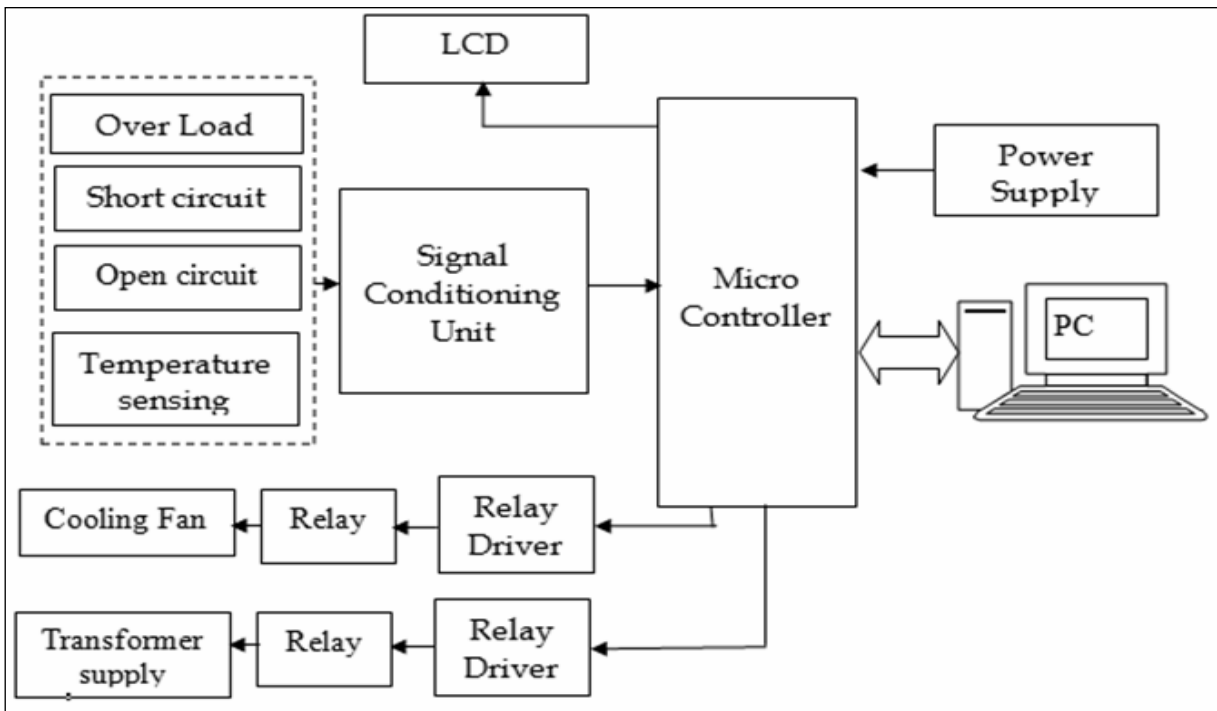 LCD
Over Load
Short circuit
Open circuit
Temperature
sensing
Signal
Conditioning
Unit
Micro
Controller
Power
Supply
PC
Cooling Fan
Relay
Relay
Driver
Transformer
supply
Relay
Relay
Driver